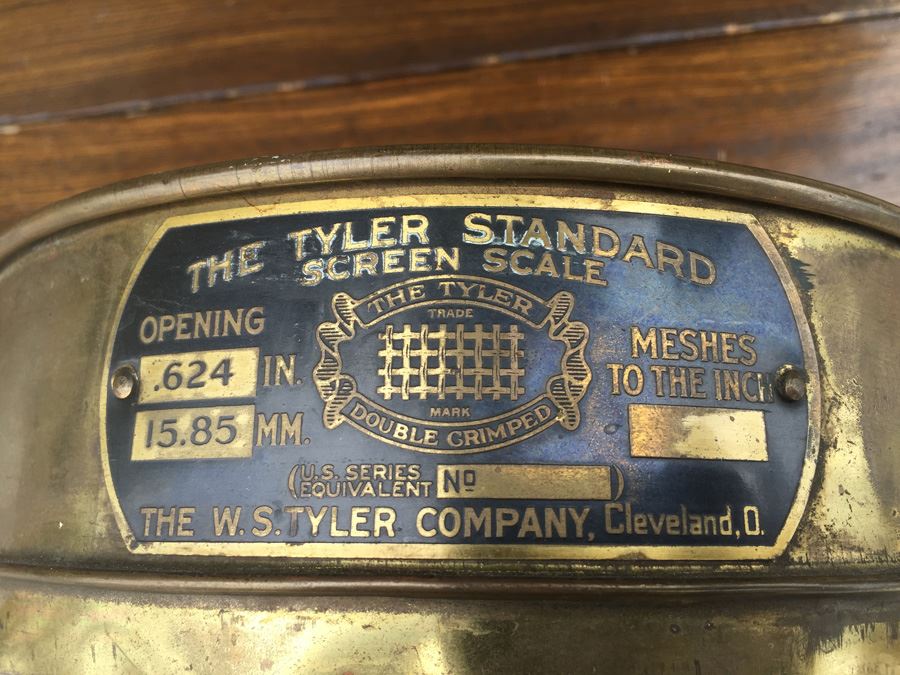 THE TYLER STANDARD
SCREEN SCALE
OPENING
.624 IN.
15.85 MM.
THE TYLER
TRADE
MARK
DOUBLE CRIMPED
MESHES
TO THE INCH
(U.S. SERIES
EQUIVALENT No)
THE W.S. TYLER COMPANY, Cleveland, O.